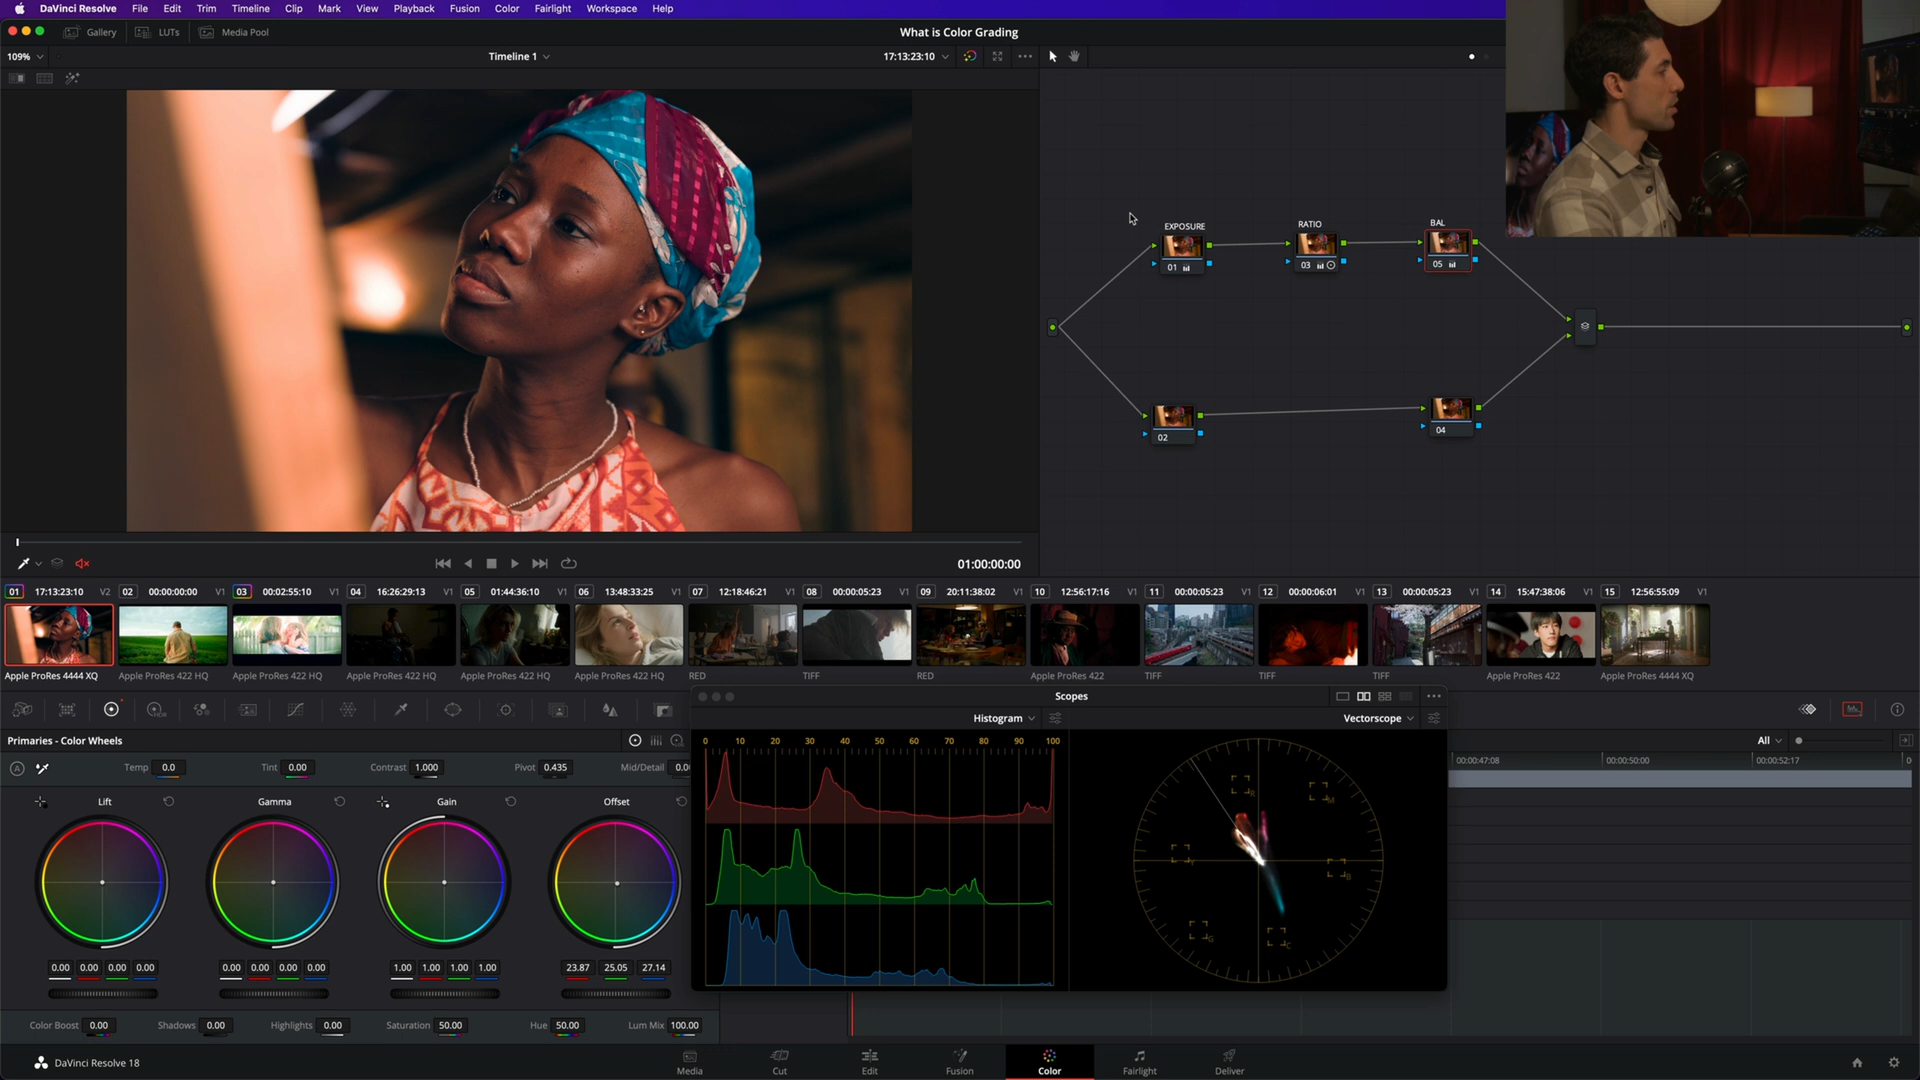 DaVinci Resolve File Edit Trim Timeline Clip Mark View Playback Fusion Color Fairlight Workspace Help
Gallery LUTs Media Pool What is Color Grading
109% Timeline 1 17:13:23:10
EXPOSURE RATIO BAL
01 03 05
02 04
01:00:00:00
01 17:13:23:10 V2 02 00:00:00:00 V1 03 00:02:55:10 V1 04 16:26:29:13 V1 05 01:44:36:10 V1 06 13:48:33:25 V1 07 12:18:46:21 V1 08 00:00:05:23 V1 09 20:11:38:02 V1 10 12:56:17:16 V1 11 00:00:05:23 V1 12 00:00:06:01 V1 13 00:00:05:23 V1 14 15:47:38:06 V1 15 12:56:55:09 V1
Apple ProRes 4444 XQ Apple ProRes 422 HQ Apple ProRes 422 HQ Apple ProRes 422 HQ Apple ProRes 422 HQ Apple ProRes 422 HQ RED TIFF RED Apple ProRes 422 TIFF TIFF TIFF Apple ProRes 422 Apple ProRes 4444 XQ
Scopes
Histogram Vectorscope
Primaries - Color Wheels All
0 10 20 30 40 50 60 70 80 90 100
00:00:47:08 00:00:50:00 00:00:52:17
Temp 0.0 Tint 0.00 Contrast 1.000 Pivot 0.435 Mid/Detail
Lift Gamma Gain Offset
R M Y B G C
0.00 0.00 0.00 0.00 0.00 0.00 0.00 0.00 1.00 1.00 1.00 1.00 23.87 25.05 27.14
Color Boost 0.00 Shadows 0.00 Highlights 0.00 Saturation 50.00 Hue 50.00 Lum Mix 100.00
DaVinci Resolve 18 Media Cut Edit Fusion Color Fairlight Deliver